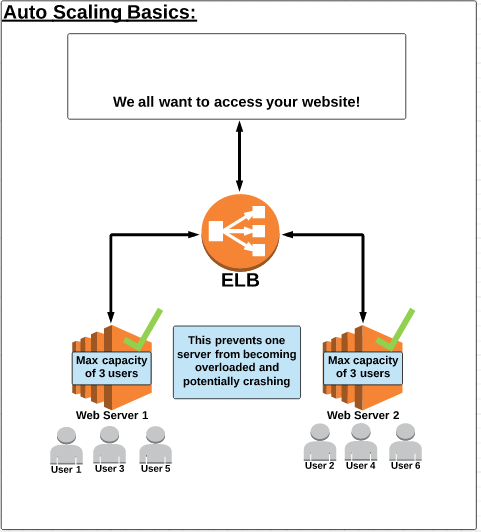 Auto Scaling Basics:
We all want to access your website!
ELB
Max capacity
of 3 users
This prevents one
server from becoming
overloaded and
potentially crashing
Max capacity
of 3 users
Web Server 1
Web Server 2
User 1
User 3
User 5
User 2
User 4
User 6